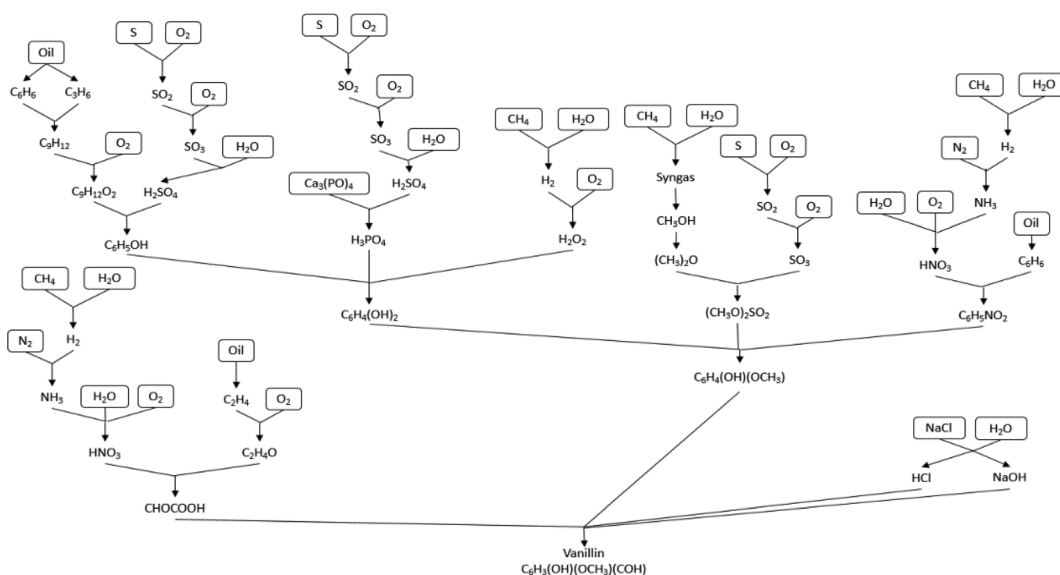 S
O₂
S
O₂
Oil
C₆H₆
C₃H₆
SO₂
O₂
SO₂
O₂
CH₄
H₂O
CH₄
H₂O
CH₄
H₂O
C₉H₁₂
O₂
SO₃
H₂O
SO₃
H₂O
S
O₂
N₂
H₂
C₉H₁₂O₂
H₂SO₄
Ca₃(PO)₄
H₂SO₄
H₂
O₂
Syngas
SO₂
O₂
H₂O
O₂
NH₃
Oil
CH₃OH
C₆H₅OH
H₃PO₄
H₂O₂
(CH₃)₂O
SO₃
HNO₃
C₆H₆
CH₄
H₂O
C₆H₄(OH)₂
(CH₃O)₂SO₂
C₆H₅NO₂
N₂
H₂
Oil
C₆H₄(OH)(OCH₃)
NH₃
H₂O
O₂
C₂H₄
O₂
NaCl
H₂O
HNO₃
C₂H₄O
HCl
NaOH
CHOCOOH
Vanillin
C₆H₃(OH)(OCH₃)(COH)